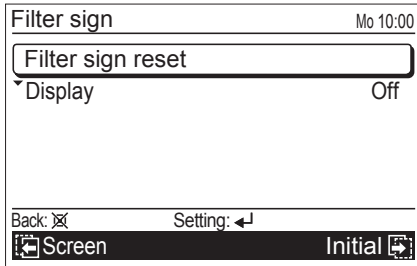 Filter sign Mo 10:00
Filter sign reset
Display Off
Back: Setting:
Screen Initial